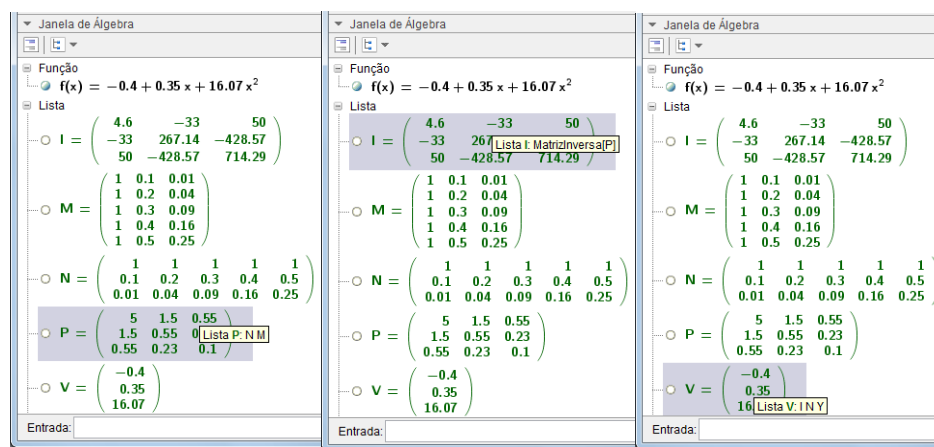 Janela de Álgebra
Função
f(x) = −0.4 + 0.35 x + 16.07 x²
Lista
I = ( 4.6 −33 50
−33 267.14 −428.57
50 −428.57 714.29 )
M = ( 1 0.1 0.01
1 0.2 0.04
1 0.3 0.09
1 0.4 0.16
1 0.5 0.25 )
N = ( 1 1 1 1 1
0.1 0.2 0.3 0.4 0.5
0.01 0.04 0.09 0.16 0.25 )
P = ( 5 1.5 0.55
1.5 0.55 0 Lista P: N M
0.55 0.23 0.1 )
V = ( −0.4
0.35
16.07 )
Entrada:
Janela de Álgebra
Função
f(x) = −0.4 + 0.35 x + 16.07 x²
Lista
I = ( 4.6 −33 50
−33 267 Lista I: MatrizInversa[P]
50 −428.57 714.29 )
M = ( 1 0.1 0.01
1 0.2 0.04
1 0.3 0.09
1 0.4 0.16
1 0.5 0.25 )
N = ( 1 1 1 1 1
0.1 0.2 0.3 0.4 0.5
0.01 0.04 0.09 0.16 0.25 )
P = ( 5 1.5 0.55
1.5 0.55 0.23
0.55 0.23 0.1 )
V = ( −0.4
0.35
16.07 )
Entrada:
Janela de Álgebra
Função
f(x) = −0.4 + 0.35 x + 16.07 x²
Lista
I = ( 4.6 −33 50
−33 267.14 −428.57
50 −428.57 714.29 )
M = ( 1 0.1 0.01
1 0.2 0.04
1 0.3 0.09
1 0.4 0.16
1 0.5 0.25 )
N = ( 1 1 1 1 1
0.1 0.2 0.3 0.4 0.5
0.01 0.04 0.09 0.16 0.25
P = ( 5 1.5 0.55
1.5 0.55 0.23
0.55 0.23 0.1 )
V = ( −0.4
0.35
16. Lista V: I N Y
Entrada: